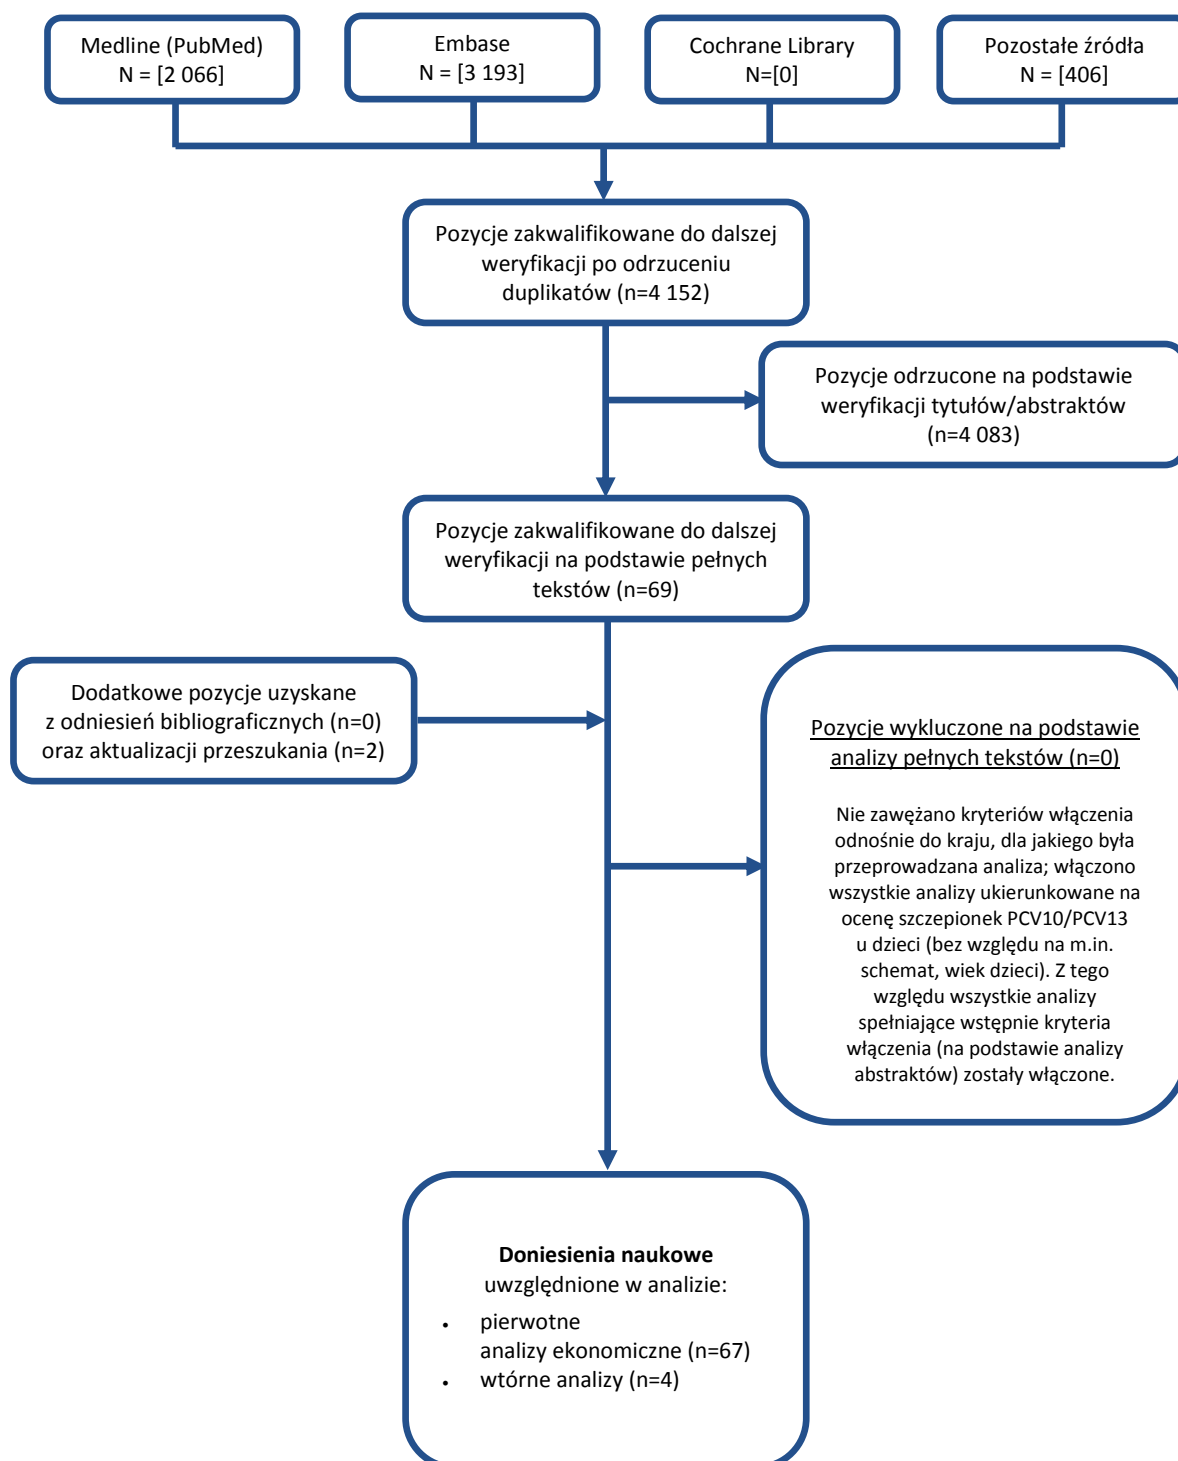 Medline (PubMed)
N = [2 066]
Embase
N = [3 193]
Cochrane Library
N=[0]
Pozostałe źródła
N = [406]
Pozycje zakwalifikowane do dalszej
weryfikacji po odrzuceniu
duplikatów (n=4 152)
Pozycje odrzucone na podstawie
weryfikacji tytułów/abstraktów
(n=4 083)
Pozycje zakwalifikowane do dalszej
weryfikacji na podstawie pełnych
tekstów (n=69)
Dodatkowe pozycje uzyskane
z odniesień bibliograficznych (n=0)
oraz aktualizacji przeszukania (n=2)
Pozycje wykluczone na podstawie
analizy pełnych tekstów (n=0)
Nie zawężano kryteriów włączenia
odnośnie do kraju, dla jakiego była
przeprowadzana analiza; włączono
wszystkie analizy ukierunkowane na
ocenę szczepionek PCV10/PCV13
u dzieci (bez względu na m.in.
schemat, wiek dzieci). Z tego
względu wszystkie analizy
spełniające wstępnie kryteria
włączenia (na podstawie analizy
abstraktów) zostały włączone.
Doniesienia naukowe
uwzględnione w analizie:
• pierwotne
analizy ekonomiczne (n=67)
• wtórne analizy (n=4)